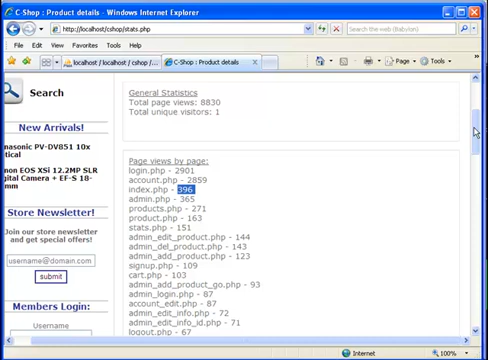 C-Shop : Product details - Windows Internet Explorer
http://localhost/cshop/stats.php
Search the web (Babylon)
File Edit View Favorites Tools Help
localhost / localhost / cshop / ...
C-Shop : Product details
Page
Tools
Search
New Arrivals!
anasonic PV-DV851 10x
ptical
anon EOS XSi 12.2MP SLR
igital Camera + EF-S 18-
mm
Store Newsletter!
Join our store newsletter
and get special offers!
username@domain.com
submit
Members Login:
Username
General Statistics
Total page views: 8830
Total unique visitors: 1
Page views by page:
login.php - 2901
account.php - 2859
index.php - 396
admin.php - 365
products.php - 271
product.php - 163
stats.php - 151
admin_edit_product.php - 144
admin_del_product.php - 143
admin_add_product.php - 123
signup.php - 109
cart.php - 103
admin_add_product_go.php - 93
admin_login.php - 87
account_edit.php - 87
admin_edit_info.php - 72
admin_edit_info_id.php - 71
logout.php - 67
Internet
100%